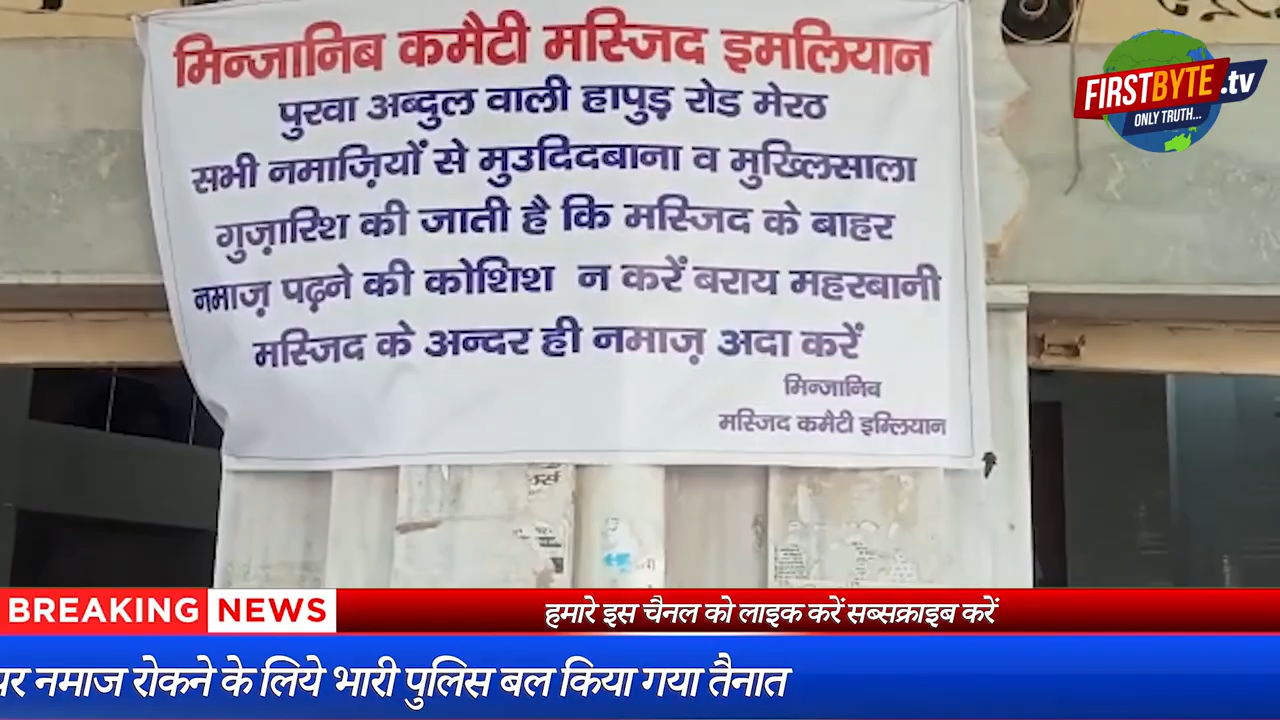 मिन्जानिब कमैटी मस्जिद इमलियान
पुरवा अब्दुल वाली हापुड़ रोड मेरठ
सभी नमाज़ियों से मुउदिदबाना व मुख्लिसाला
गुज़ारिश की जाती है कि मस्जिद के बाहर
नमाज़ पढ़ने की कोशिश न करें बराय महरबानी
मस्जिद के अन्दर ही नमाज़ अदा करें
मिन्जानिब
मस्जिद कमैटी इम्लियान
FIRSTBYTE.tv
ONLY TRUTH...
BREAKING NEWS
हमारे इस चैनल को लाइक करें सब्सक्राइब करें
पर नमाज रोकने के लिये भारी पुलिस बल किया गया तैनात